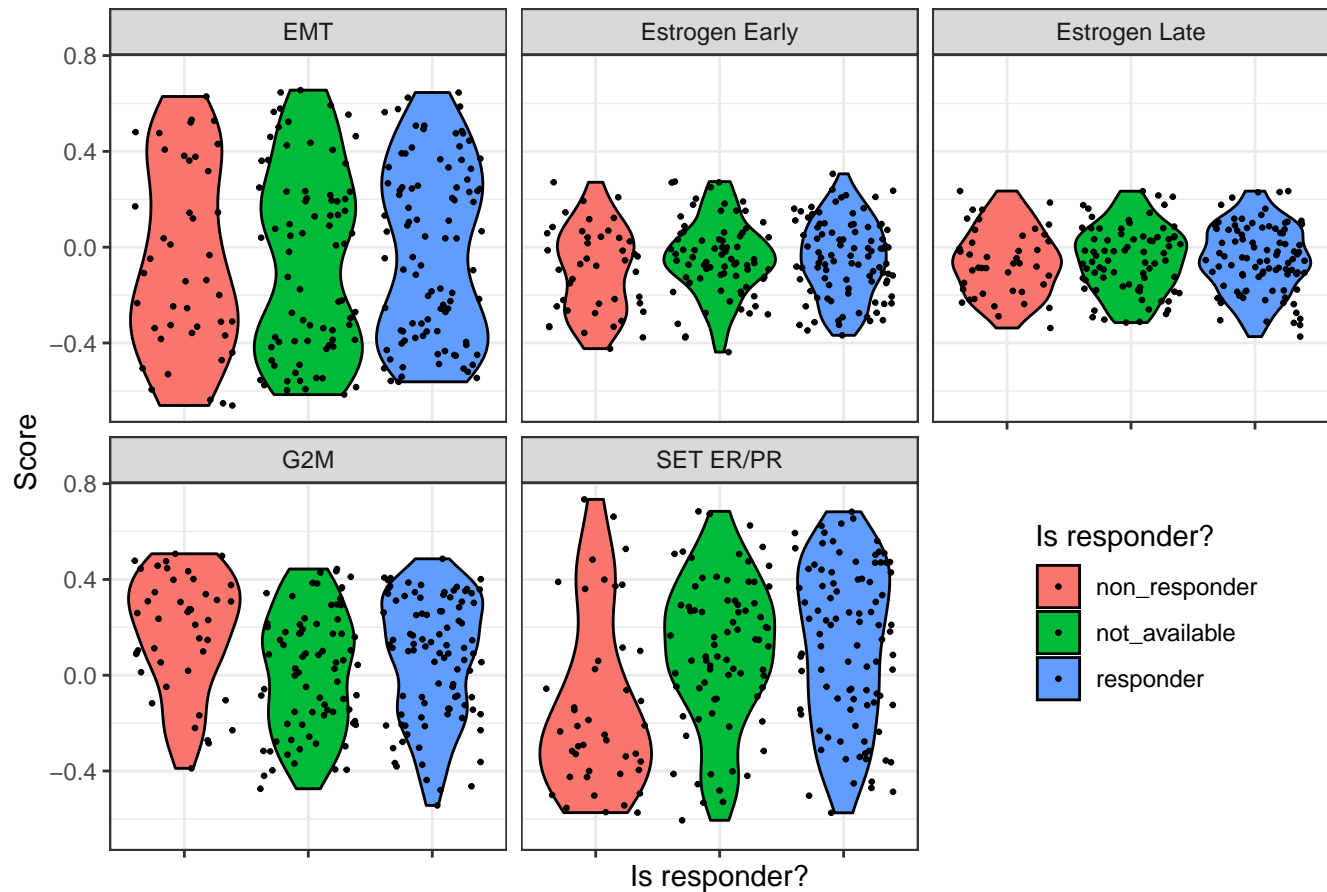 EMT
Estrogen Early
Estrogen Late
0.8
0.4
0.0
−0.4
Score
G2M
SET ER/PR
0.8
0.4
0.0
−0.4
Is responder?
non_responder
not_available
responder
Is responder?